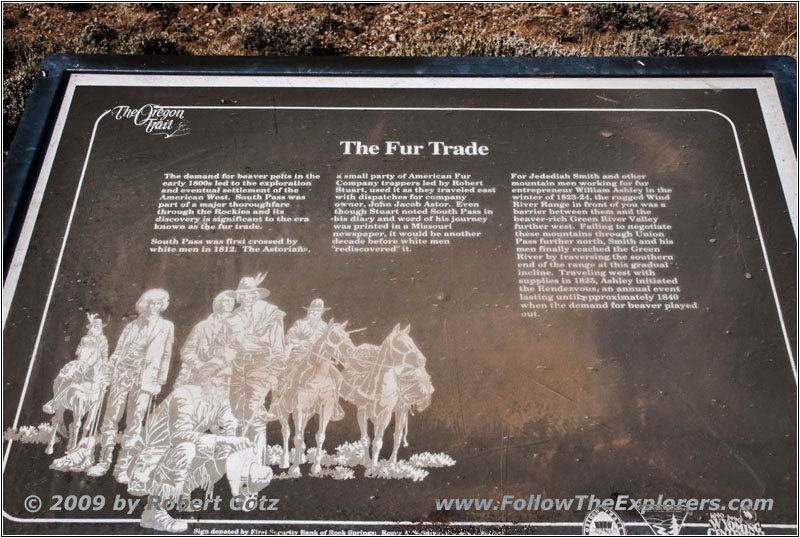 The Oregon
Trail
The Fur Trade
The demand for beaver pelts in the
early 1800s led to the exploration
and eventual settlement of the
American West. South Pass was
part of a major thoroughfare
through the Rockies and its
discovery is significant to the era
known as the fur trade.
South Pass was first crossed by
white men in 1812. The Astorians,
a small party of American Fur
Company trappers led by Robert
Stuart, used it as they traveled east
with dispatches for company
owner, John Jacob Astor. Even
though Stuart noted South Pass in
his diary and word of his journey
was printed in a Missouri
newspaper, it would be another
decade before white men
"rediscovered" it.
For Jedediah Smith and other
mountain men working for fur
entrepreneur William Ashley in the
winter of 1823-24, the rugged Wind
River Range in front of you was a
barrier between them and the
beaver-rich Green River Valley
further west. Failing to negotiate
these mountains through Union
Pass further north, Smith and his
men finally reached the Green
River by traversing the southern
end of the range at this gradual
incline. Traveling west with
supplies in 1825, Ashley initiated
the Rendezvous, an annual event
lasting until approximately 1840
when the demand for beaver played
out.
© 2009 by Robert Götz
www.FollowTheExplorers.com
Sign donated by First Security Bank of Rock Springs:
WYOMING